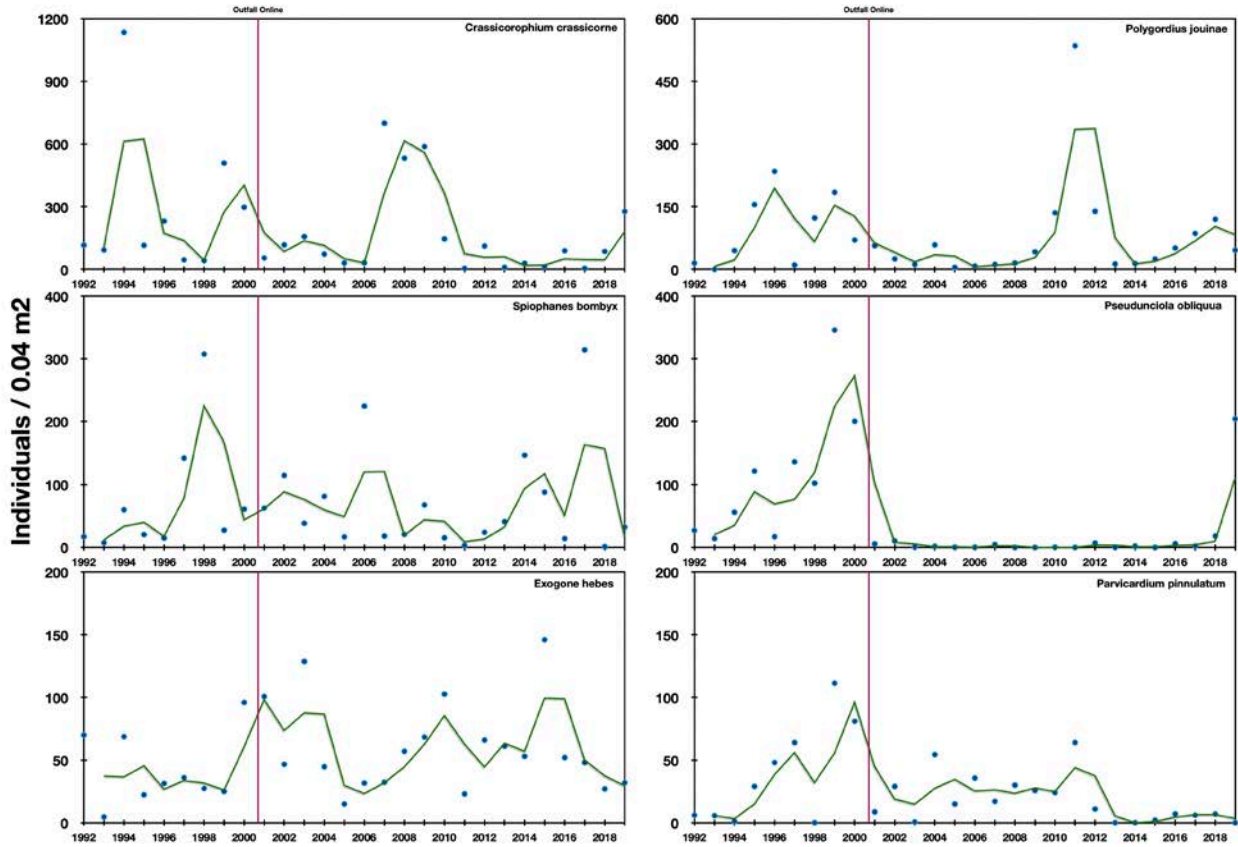 Outfall Online
Outfall Online
1200
Crassicorophium crassicorne
900
600
300
0
1992 1994 1996 1998 2000 2002 2004 2006 2008 2010 2012 2014 2016 2018
600
Polygordius jouinae
450
300
150
0
1992 1994 1996 1998 2000 2002 2004 2006 2008 2010 2012 2014 2016 2018
Individuals / 0.04 m2
400
Spiophanes bombyx
300
200
100
0
1992 1994 1996 1998 2000 2002 2004 2006 2008 2010 2012 2014 2016 2018
400
Pseudunciola obliquua
300
200
100
0
1992 1994 1996 1998 2000 2002 2004 2006 2008 2010 2012 2014 2016 2018
200
Exogone hebes
150
100
50
0
1992 1994 1996 1998 2000 2002 2004 2006 2008 2010 2012 2014 2016 2018
200
Parvicardium pinnulatum
150
100
50
0
1992 1994 1996 1998 2000 2002 2004 2006 2008 2010 2012 2014 2016 2018